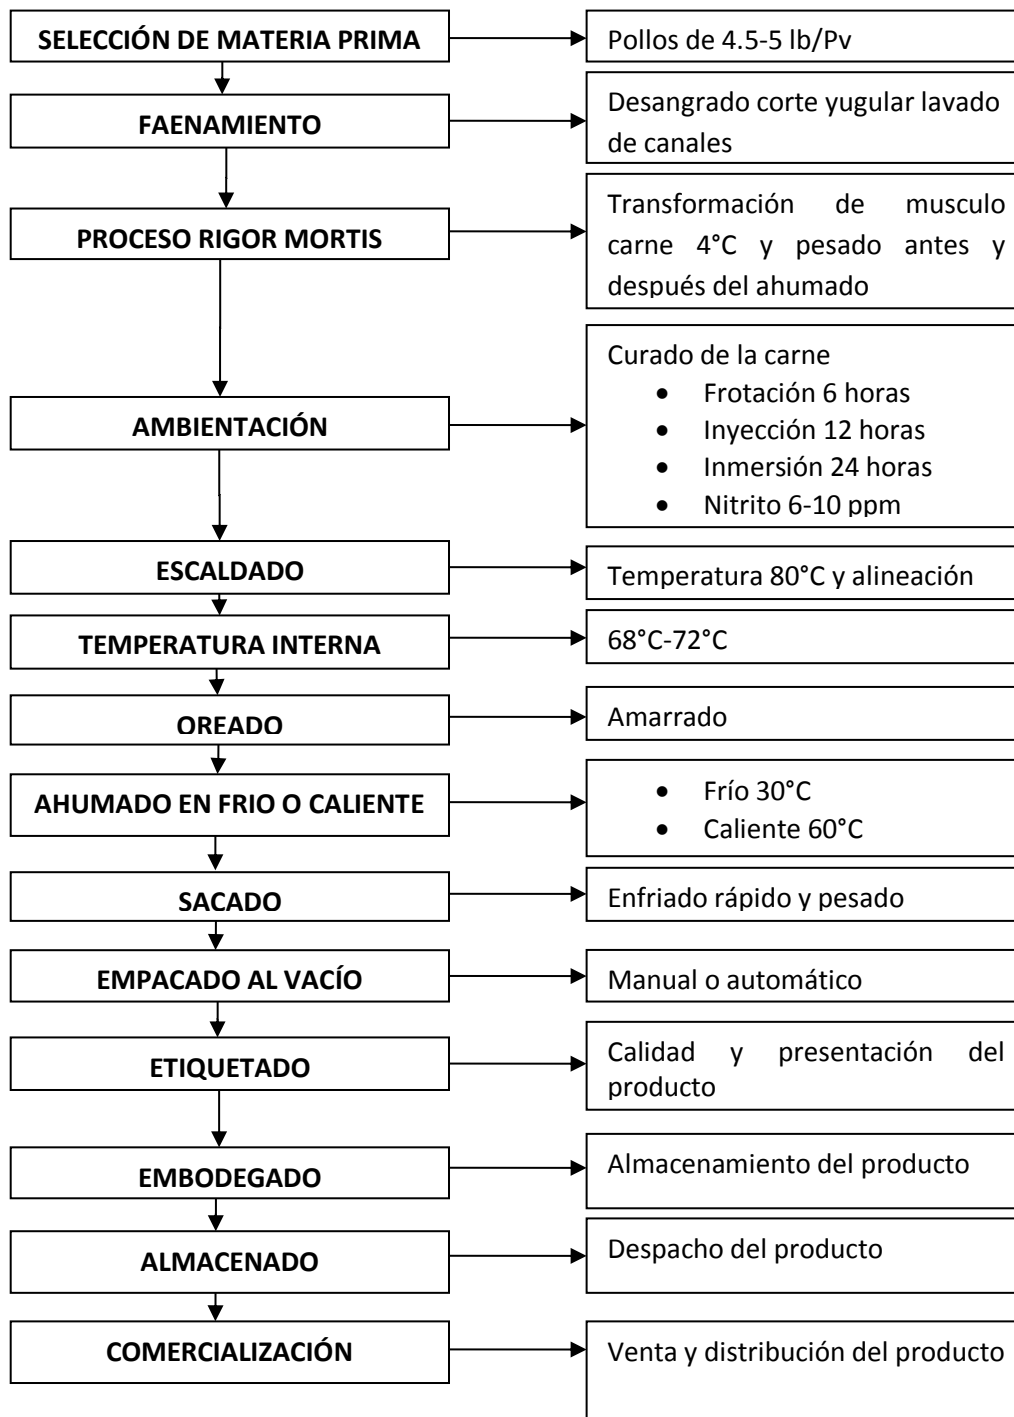 SELECCIÓN DE MATERIA PRIMA
Pollos de 4.5-5 lb/Pv
FAENAMIENTO
Desangrado corte yugular lavado
de canales
PROCESO RIGOR MORTIS
Transformación de musculo
carne 4°C y pesado antes y
después del ahumado
AMBIENTACIÓN
Curado de la carne
• Frotación 6 horas
• Inyección 12 horas
• Inmersión 24 horas
• Nitrito 6-10 ppm
ESCALDADO
Temperatura 80°C y alineación
TEMPERATURA INTERNA
68°C-72°C
OREADO
Amarrado
AHUMADO EN FRIO O CALIENTE
• Frío 30°C
• Caliente 60°C
SACADO
Enfriado rápido y pesado
EMPACADO AL VACÍO
Manual o automático
ETIQUETADO
Calidad y presentación del
producto
EMBODEGADO
Almacenamiento del producto
ALMACENADO
Despacho del producto
COMERCIALIZACIÓN
Venta y distribución del producto